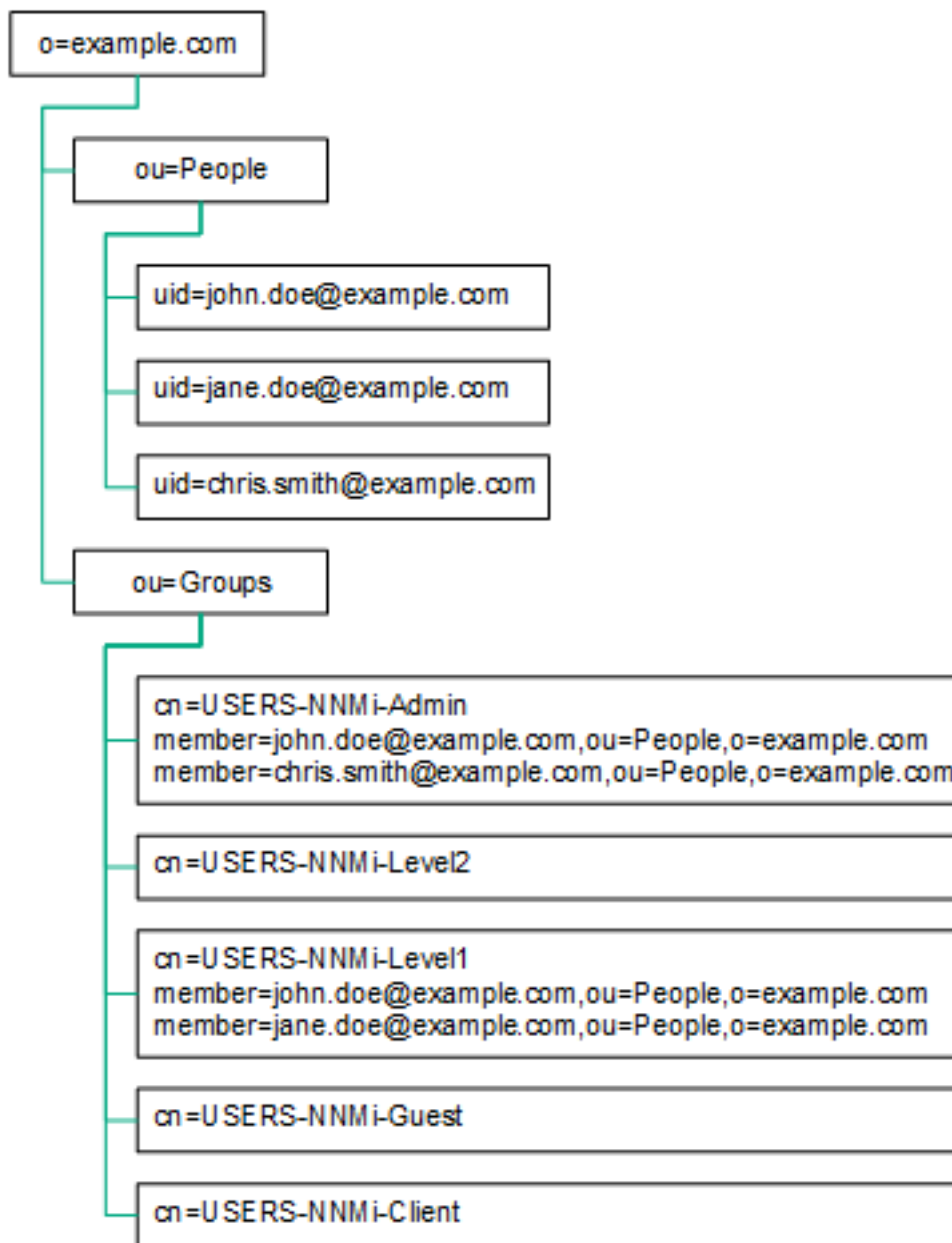 o=example.com
ou=People
uid=john.doe@example.com
uid=jane.doe@example.com
uid=chris.smith@example.com
ou=Groups
cn=USERS-NNMi-Admin
member=john.doe@example.com,ou=People,o=example.com
member=chris.smith@example.com,ou=People,o=example.com
cn=USERS-NNMi-Level2
cn=USERS-NNMi-Level1
member=john.doe@example.com,ou=People,o=example.com
member=jane.doe@example.com,ou=People,o=example.com
cn=USERS-NNMi-Guest
cn=USERS-NNMi-Client